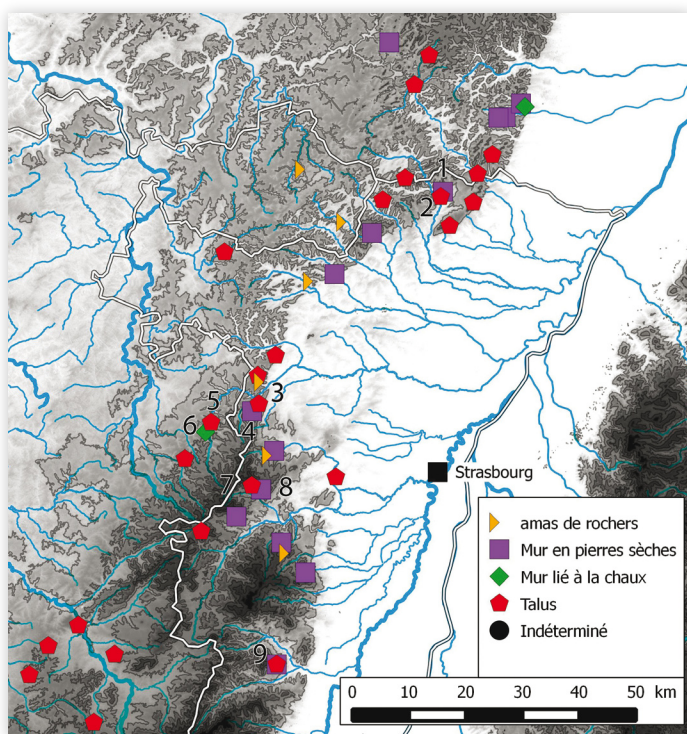 1
2
3
5
6
4
Strasbourg
7
8
amas de rochers
Mur en pierres sèches
Mur lié à la chaux
Talus
Indéterminé
9
0 10 20 30 40 50 km